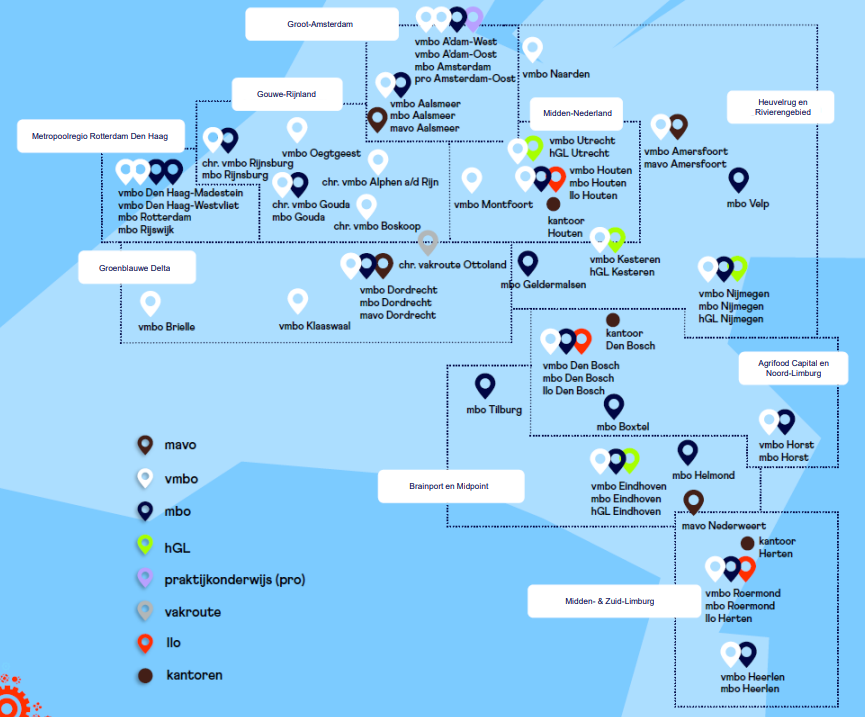 Groot-Amsterdam
vmbo A'dam-West
vmbo A'dam-Oost
mbo Amsterdam
pro Amsterdam-Oost
vmbo Naarden
Gouwe-Rijnland
vmbo Aalsmeer
mbo Aalsmeer
mavo Aalsmeer
Midden-Nederland
Heuvelrug en
Rivierengebied
Metropoolregio Rotterdam Den Haag
chr. vmbo Rijnsburg
mbo Rijnsburg
vmbo Oegtgeest
vmbo Utrecht
hGL Utrecht
vmbo Amersfoort
mavo Amersfoort
vmbo Den Haag-Madestein
vmbo Den Haag-Westvliet
mbo Rotterdam
mbo Rijswijk
chr. vmbo Gouda
mbo Gouda
chr. vmbo Alphen a/d Rijn
chr. vmbo Boskoop
vmbo Montfoort
vmbo Houten
mbo Houten
llo Houten
kantoor
Houten
mbo Velp
Groenblauwe Delta
vmbo Brielle
vmbo Klaaswaal
chr. vakroute Ottoland
vmbo Dordrecht
mbo Dordrecht
mavo Dordrecht
mbo Geldermalsen
vmbo Kesteren
hGL Kesteren
vmbo Nijmegen
mbo Nijmegen
hGL Nijmegen
kantoor
Den Bosch
vmbo Den Bosch
mbo Den Bosch
llo Den Bosch
Agrifood Capital en
Noord-Limburg
mbo Tilburg
mbo Boxtel
vmbo Horst
mbo Horst
Brainport en Midpoint
vmbo Eindhoven
mbo Eindhoven
hGL Eindhoven
mbo Helmond
mavo Nederweert
kantoor
Herten
Midden- & Zuid-Limburg
vmbo Roermond
mbo Roermond
llo Herten
vmbo Heerlen
mbo Heerlen
mavo
vmbo
mbo
hGL
praktijkonderwijs (pro)
vakroute
llo
kantoren